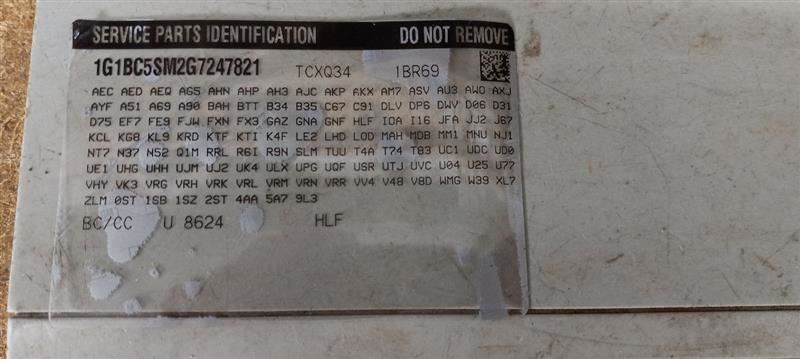 SERVICE PARTS IDENTIFICATION DO NOT REMOVE
1G1BC5SM2G7247821 TCXQ34 1BR69
AEC AED AEQ AG5 AHN AHP AH3 AJC AKP AKX AM7 ASV AU3 AWO AXJ
AYF A51 A69 A90 BAH BTT B34 B35 C67 C91 DLV DP6 DWV D06 D31
D75 EF7 FE9 FJW FXN FX3 GAZ GNA GNF HLF IOA I16 JFA JJ2 J67
KCL KG8 KL9 KRD KTF KTI K4F LE2 LHD LOD MAH MDB MM1 MNU NJ1
NT7 N37 N52 Q1M RRL R6I R9N SLM TUU T4A T74 T83 UC1 UDC UD0
UE1 UHG UHH UJM UJ2 UK4 ULX UPG UQF USR UTJ UVC U04 U25 U77
VHY VK3 VRG VRH VRK VRL VRM VRN VRR VV4 V48 V8D WMG W39 XL7
ZLM 0ST 1SB 1SZ 2ST 4AA 5A7 9L3
BC/CC U 8624 HLF